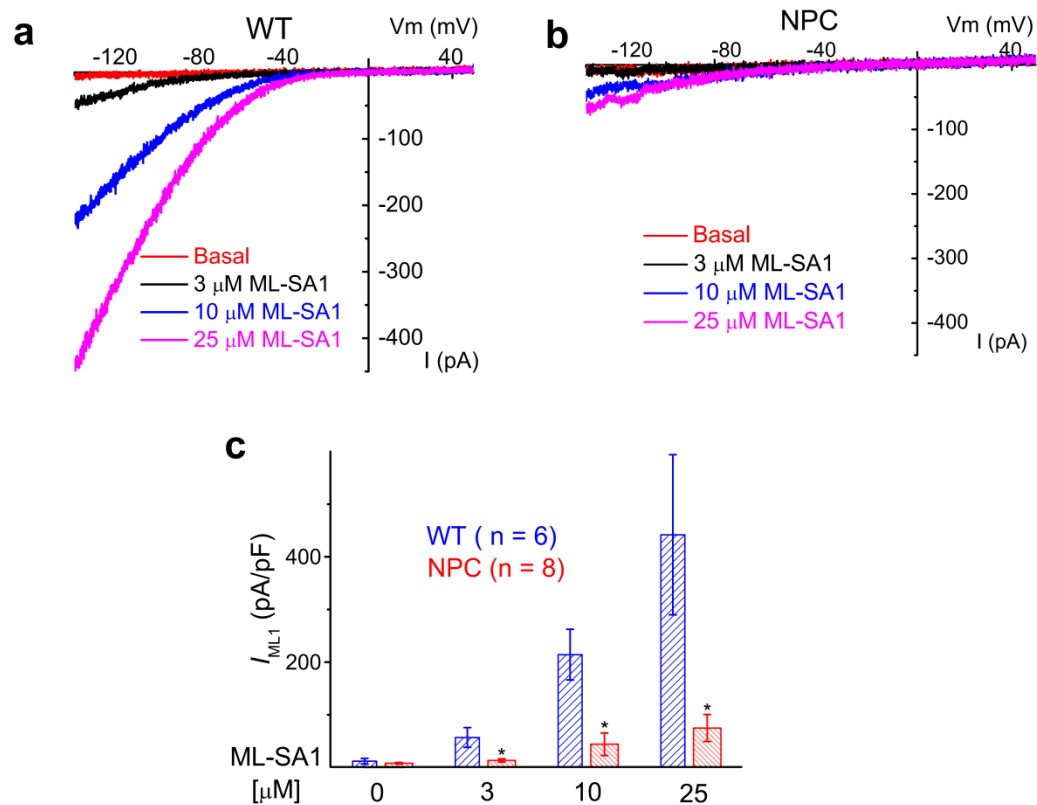 a
WT
Vm (mV)
-120 -80 -40 40
-100
-200
-300
-400
I (pA)
Basal
3 μM ML-SA1
10 μM ML-SA1
25 μM ML-SA1
b
NPC
Vm (mV)
-120 -80 -40 40
-100
-200
-300
-400
I (pA)
Basal
3 μM ML-SA1
10 μM ML-SA1
25 μM ML-SA1
c
I ML1 (pA/pF)
400
200
WT ( n = 6)
NPC (n = 8)
* * *
ML-SA1
[μM] 0 3 10 25